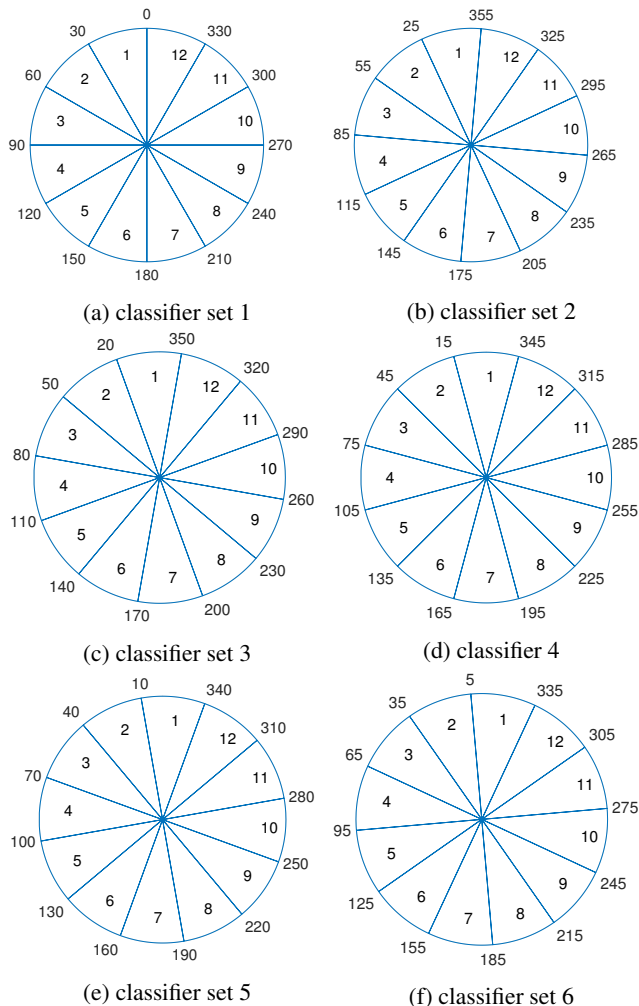 0
30 330
1 12
60 2 11 300
3 10
90 270
4 9
120 5 8 240
6 7
150 210
180
(a) classifier set 1
355
25 325
1 12
55 2 11 295
3 10
85 265
4 9
115 5 8 235
6 7
145 205
175
(b) classifier set 2
20 350
50 1 320
2 12
3 11 290
80 10
4 260
9
110 5 8 230
6 7
140 200
170
(c) classifier set 3
15 345
45 1 315
2 12
3 11
75 285
4 10
105 255
5 9
135 6 8 225
7
165 195
(d) classifier 4
10 340
40 1 310
2 12
3 11
70 280
4 10
100 250
5 9
130 6 8 220
7
160 190
(e) classifier set 5
5 335
35 1
2 12 305
65 3 11
4 275
95 10
5 245
9
125 6 8 215
7
155 185
(f) classifier set 6